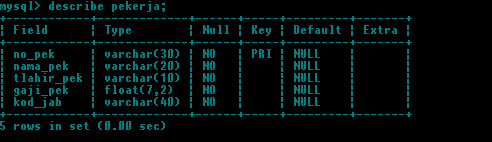 mysql> describe pekerja;
+------------+-------------+------+-----+---------+-------+
| Field | Type | Null | Key | Default | Extra |
+------------+-------------+------+-----+---------+-------+
| no_pek | varchar(30) | NO | PRI | NULL | |
| nama_pek | varchar(20) | NO | | NULL | |
| tlahir_pek | varchar(10) | NO | | NULL | |
| gaji_pek | float(7,2) | NO | | NULL | |
| kod_jab | varchar(40) | NO | | NULL | |
+------------+-------------+------+-----+---------+-------+
5 rows in set (0.00 sec)